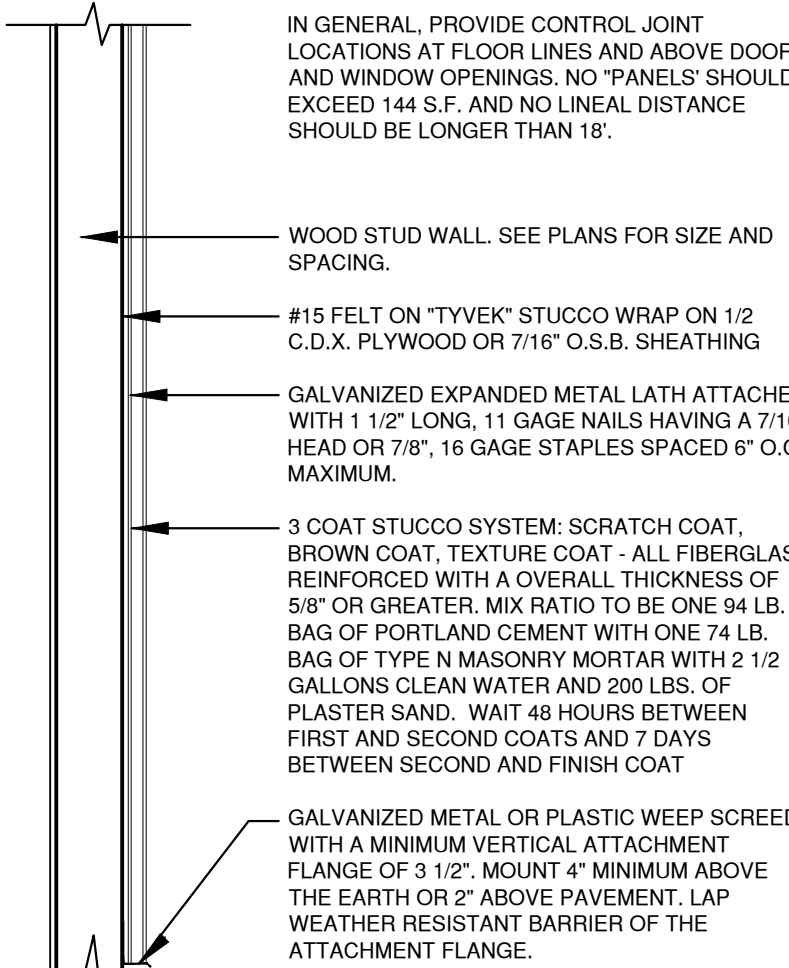 IN GENERAL, PROVIDE CONTROL JOINT
LOCATIONS AT FLOOR LINES AND ABOVE DOOR
AND WINDOW OPENINGS. NO "PANELS' SHOULD
EXCEED 144 S.F. AND NO LINEAL DISTANCE
SHOULD BE LONGER THAN 18'.
WOOD STUD WALL. SEE PLANS FOR SIZE AND
SPACING.
#15 FELT ON "TYVEK" STUCCO WRAP ON 1/2
C.D.X. PLYWOOD OR 7/16" O.S.B. SHEATHING
GALVANIZED EXPANDED METAL LATH ATTACHE
WITH 1 1/2" LONG, 11 GAGE NAILS HAVING A 7/16
HEAD OR 7/8", 16 GAGE STAPLES SPACED 6" O.C
MAXIMUM.
3 COAT STUCCO SYSTEM: SCRATCH COAT,
BROWN COAT, TEXTURE COAT - ALL FIBERGLAS
REINFORCED WITH A OVERALL THICKNESS OF
5/8" OR GREATER. MIX RATIO TO BE ONE 94 LB.
BAG OF PORTLAND CEMENT WITH ONE 74 LB.
BAG OF TYPE N MASONRY MORTAR WITH 2 1/2
GALLONS CLEAN WATER AND 200 LBS. OF
PLASTER SAND. WAIT 48 HOURS BETWEEN
FIRST AND SECOND COATS AND 7 DAYS
BETWEEN SECOND AND FINISH COAT
GALVANIZED METAL OR PLASTIC WEEP SCREED
WITH A MINIMUM VERTICAL ATTACHMENT
FLANGE OF 3 1/2". MOUNT 4" MINIMUM ABOVE
THE EARTH OR 2" ABOVE PAVEMENT. LAP
WEATHER RESISTANT BARRIER OF THE
ATTACHMENT FLANGE.